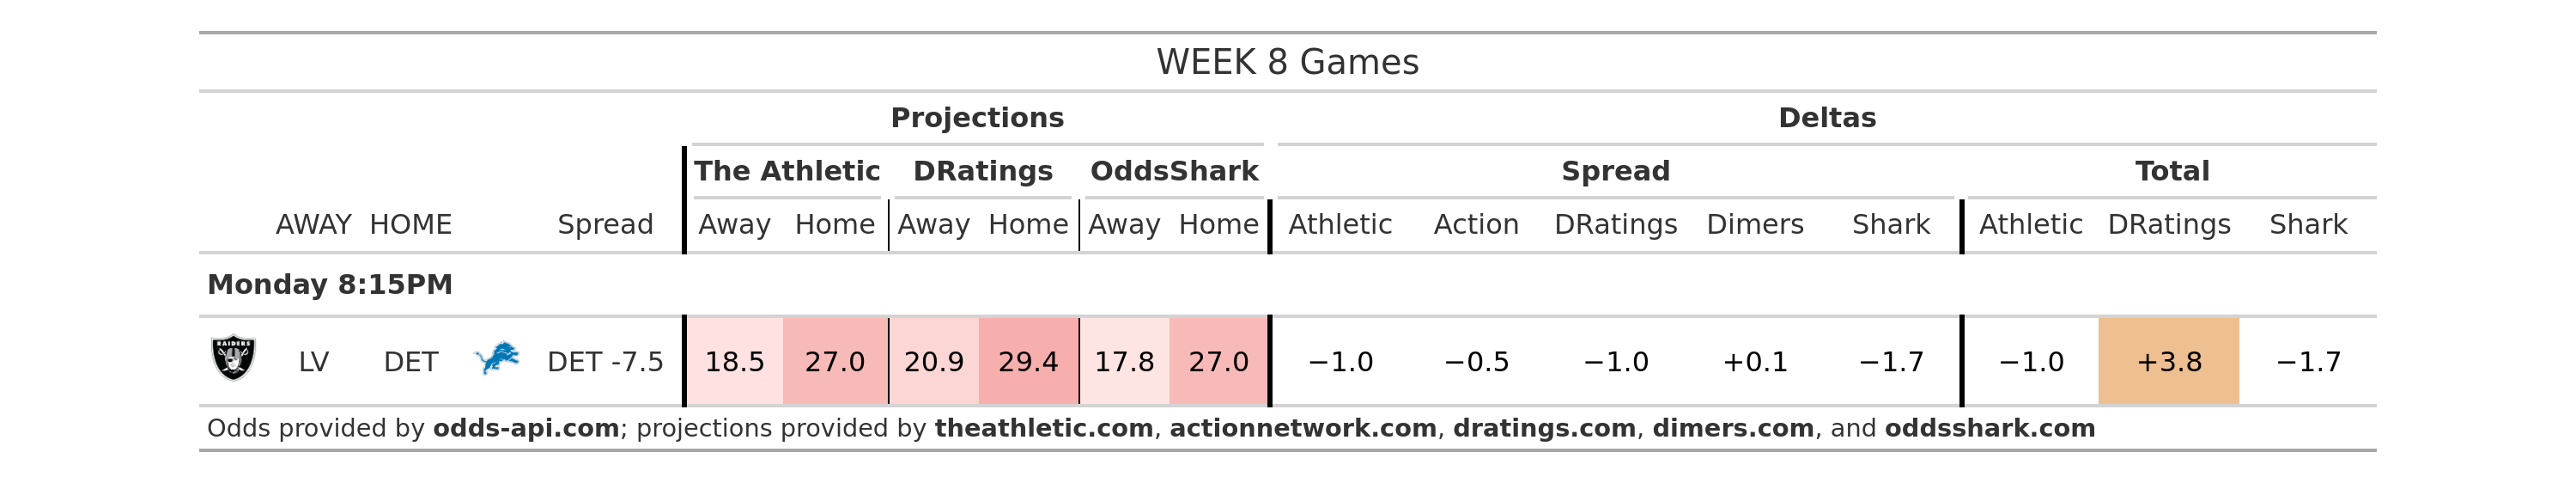 WEEK 8 Games
Projections Deltas
The Athletic DRatings OddsShark Spread Total
AWAY HOME Spread Away Home Away Home Away Home Athletic Action DRatings Dimers Shark Athletic DRatings Shark
Monday 8:15PM
RAIDERS LV DET DET -7.5 18.5 27.0 20.9 29.4 17.8 27.0 −1.0 −0.5 −1.0 +0.1 −1.7 −1.0 +3.8 −1.7
Odds provided by odds-api.com; projections provided by theathletic.com, actionnetwork.com, dratings.com, dimers.com, and oddsshark.com